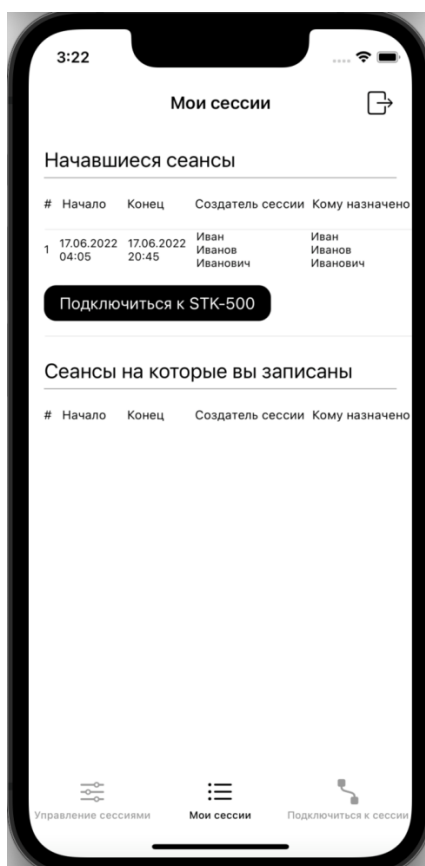 3:22
Мои сессии
Начавшиеся сеансы
# Начало Конец Создатель сессии Кому назначено
1 17.06.2022 04:05 17.06.2022 20:45 Иван Иванов Иванович Иван Иванов Иванович
Подключиться к STK-500
Сеансы на которые вы записаны
# Начало Конец Создатель сессии Кому назначено
Управление сессиями Мои сессии Подключиться к сессии